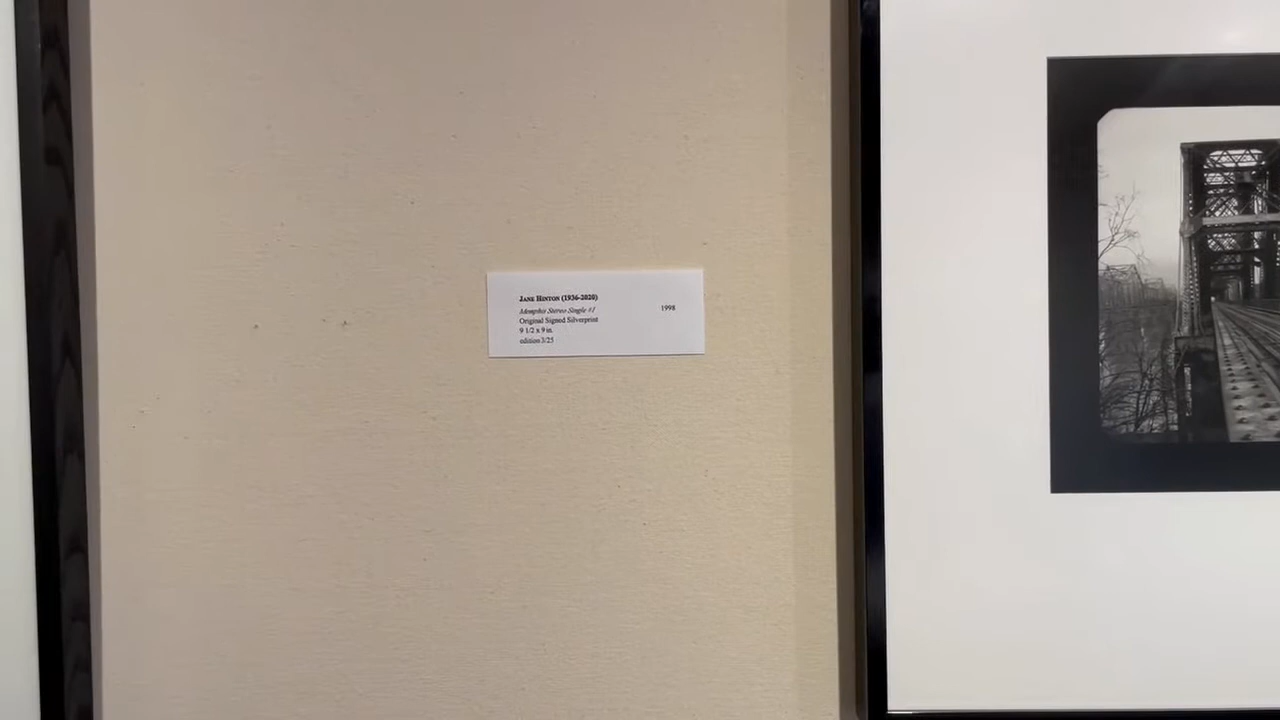 JANE HINTON (1936-2020)
Memphis Stereo Single #1
1998
Original Signed Silverprint
9 1/2 x 9 in.
edition 3/25